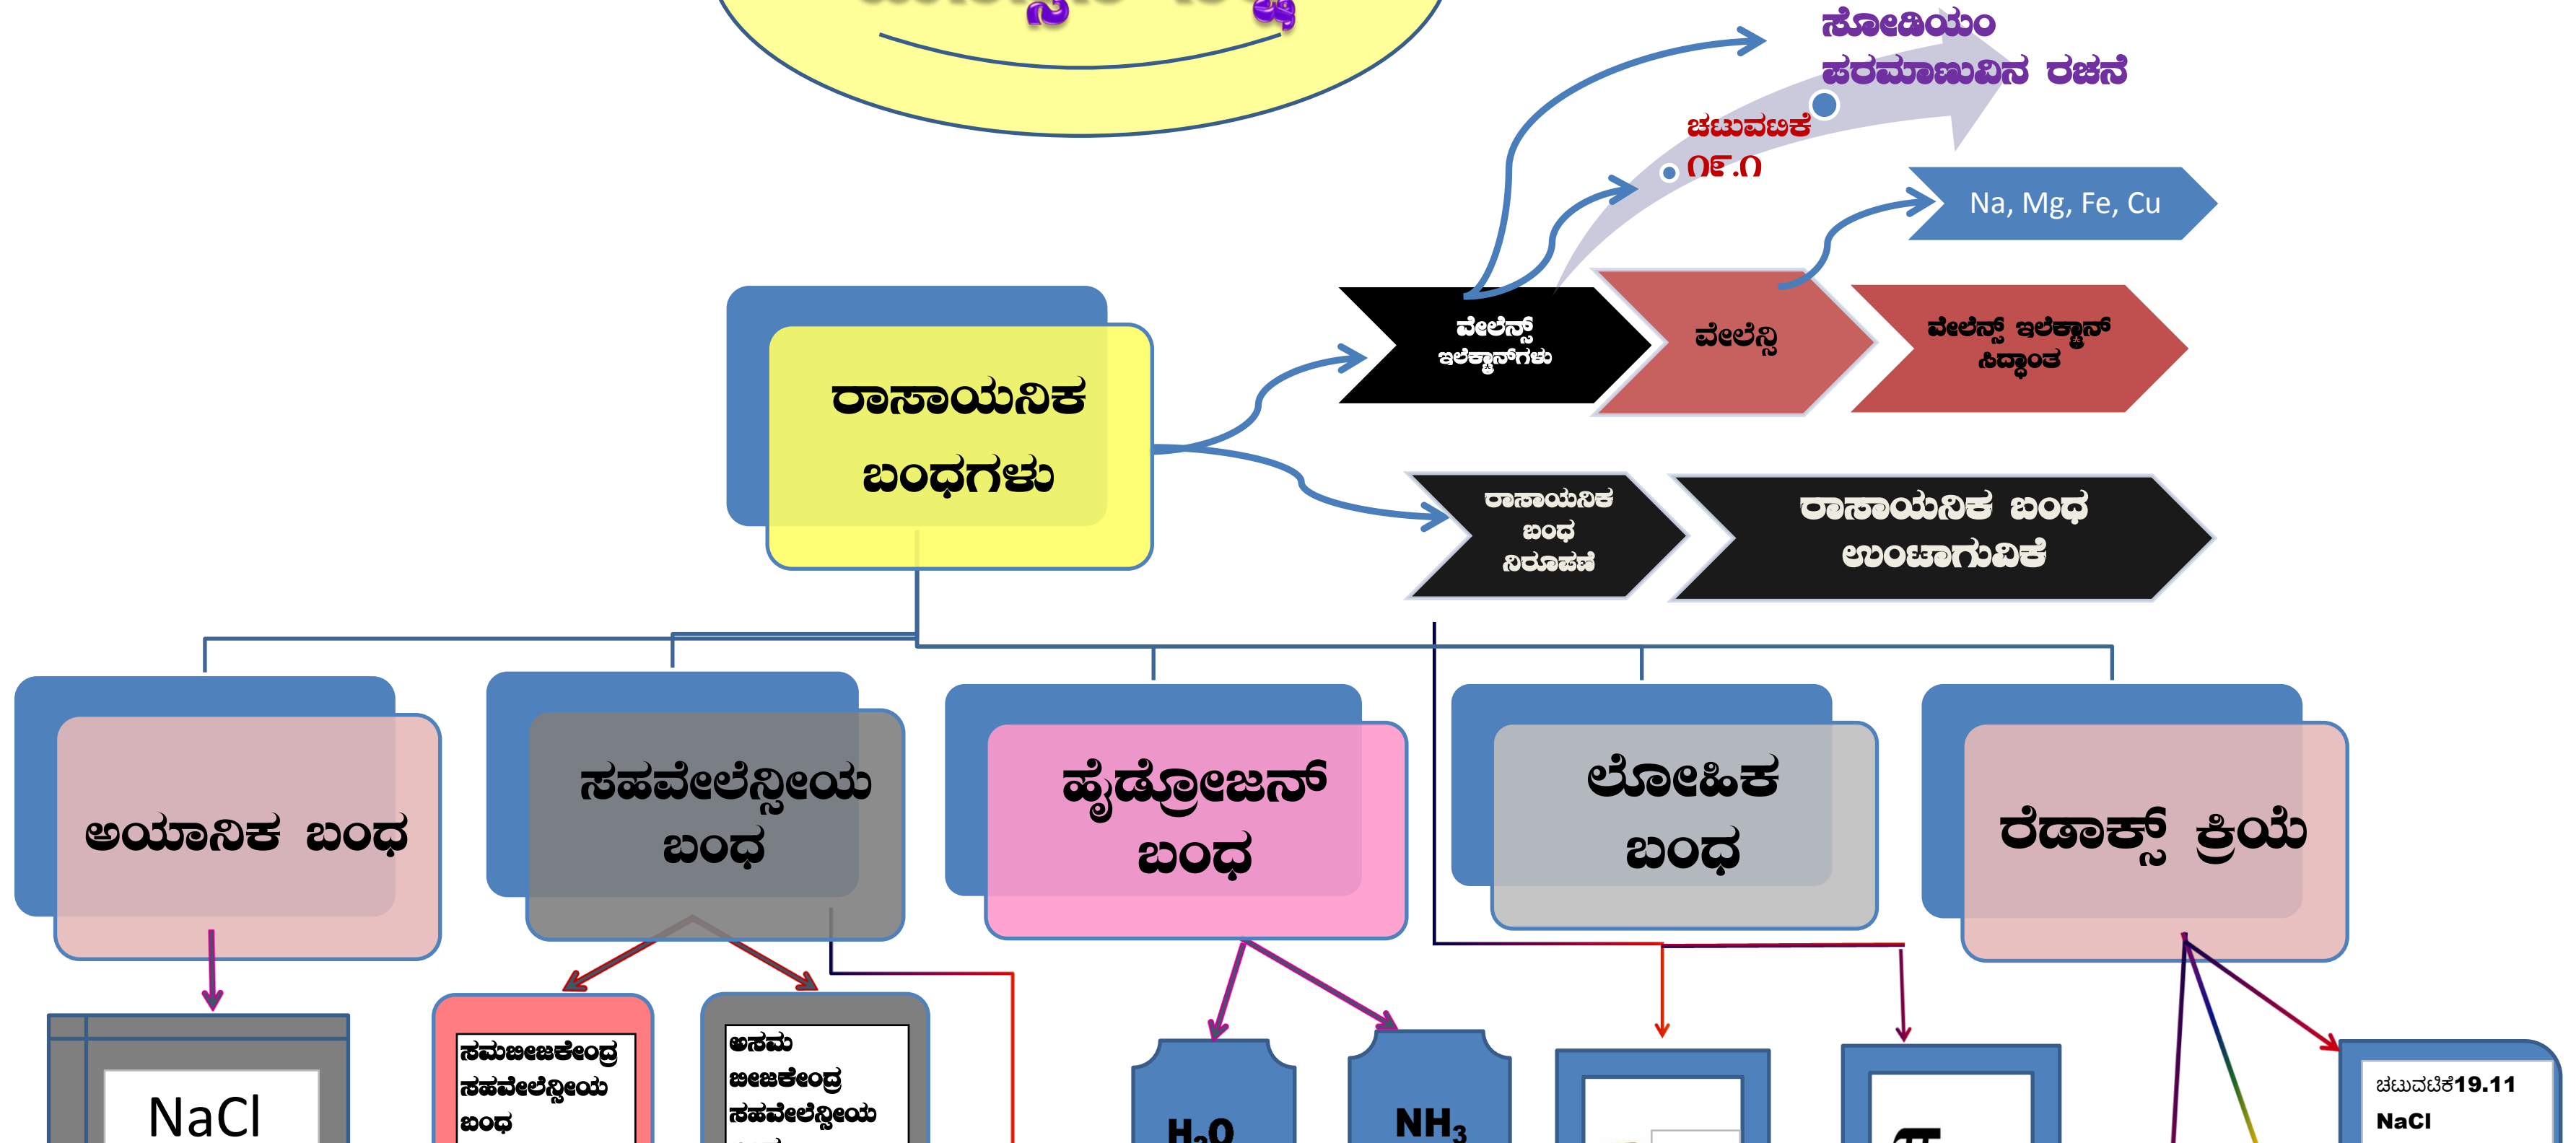 ಸೋಡಿಯಂ
ಪರಮಾಣುವಿನ ರಚನೆ
ಚಟುವಟಿಕೆ
೧೯.೧
Na, Mg, Fe, Cu
ವೇಲೆನ್ಸ್
ಇಲೆಕ್ಟ್ರಾನ್‌ಗಳು
ವೇಲೆನ್ಸಿ
ವೇಲೆನ್ಸ್ ಇಲೆಕ್ಟ್ರಾನ್
ಸಿದ್ಧಾಂತ
ರಾಸಾಯನಿಕ
ಬಂಧಗಳು
ರಾಸಾಯನಿಕ
ಬಂಧ
ನಿರೂಪಣೆ
ರಾಸಾಯನಿಕ ಬಂಧ
ಉಂಟಾಗುವಿಕೆ
ಅಯಾನಿಕ ಬಂಧ
ಸಹವೇಲೆನ್ಸೀಯ
ಬಂಧ
ಹೈಡ್ರೋಜನ್
ಬಂಧ
ಲೋಹಿಕ
ಬಂಧ
ರೆಡಾಕ್ಸ್ ಕ್ರಿಯೆ
NaCl
ಸಮಬೀಜಕೇಂದ್ರ
ಸಹವೇಲೆನ್ಸೀಯ
ಬಂಧ
ಅಸಮ
ಬೀಜಕೇಂದ್ರ
ಸಹವೇಲೆನ್ಸೀಯ
H₂O
NH₃
ಚಟುವಟಿಕೆ19.11
NaCl